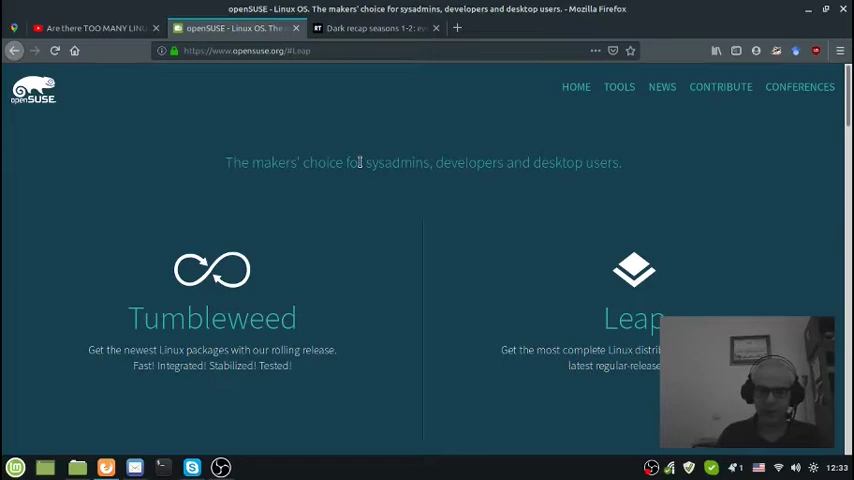 openSUSE - Linux OS. The makers' choice for sysadmins, developers and desktop users. - Mozilla Firefox
Are there TOO MANY LINU
openSUSE - Linux OS. The m
Dark recap seasons 1-2: ev
https://www.opensuse.org/#Leap
openSUSE
HOME TOOLS NEWS CONTRIBUTE CONFERENCES
The makers' choice for sysadmins, developers and desktop users.
Tumbleweed
Get the newest Linux packages with our rolling release.
Fast! Integrated! Stabilized! Tested!
Leap
Get the most complete Linux distrib
latest regular-release
1
12:33